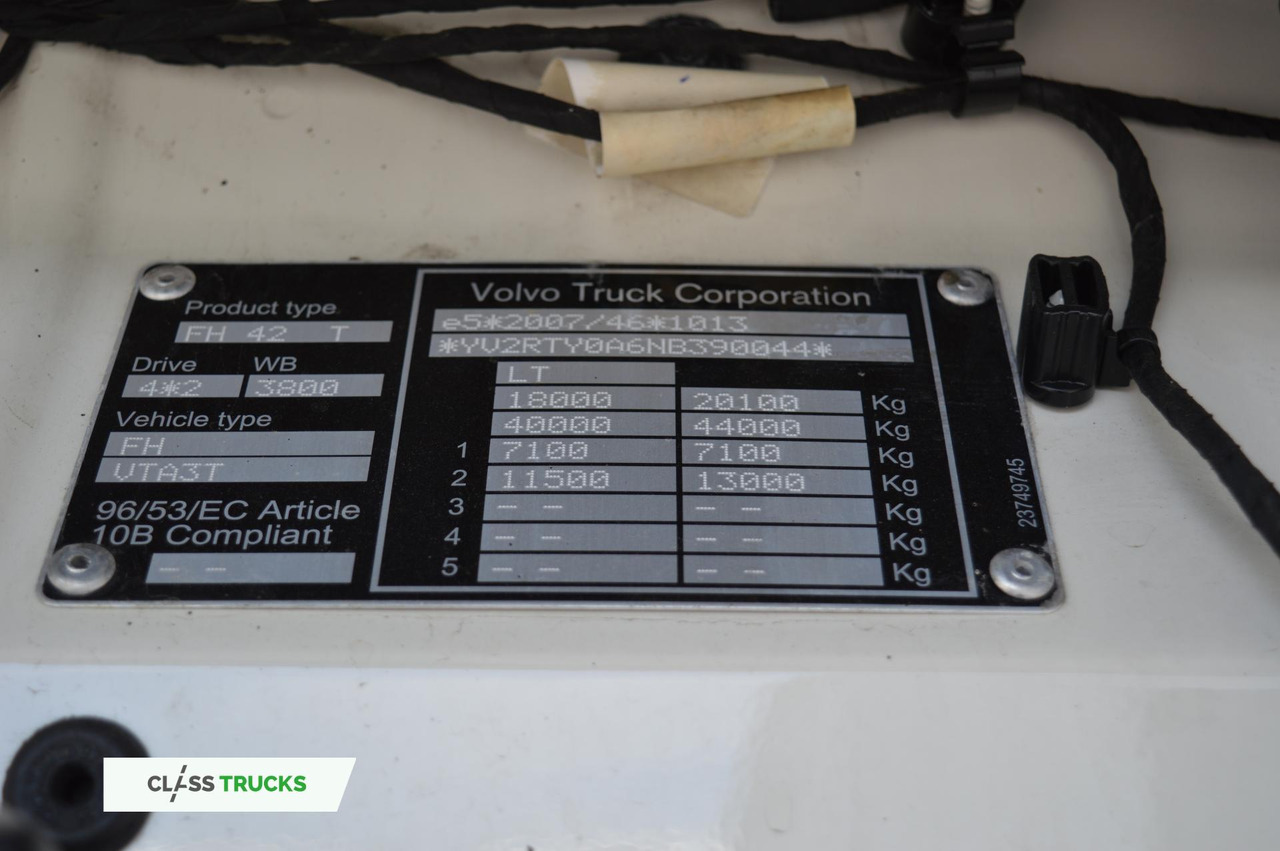 Product type
FH 42 T
Drive WB
4*2 3800
Vehicle type
FH
VTA3T
96/53/EC Article
10B Compliant
-- --
Volvo Truck Corporation
e5*2007/46*1013
*YV2RTY0A6NB390044*
LT
18000 20100 Kg
40000 44000 Kg
1 7100 7100 Kg
2 11500 13000 Kg
3 -- -- -- -- Kg
4 -- -- -- -- Kg
5 -- -- -- -- Kg
23749745
CLASS TRUCKS